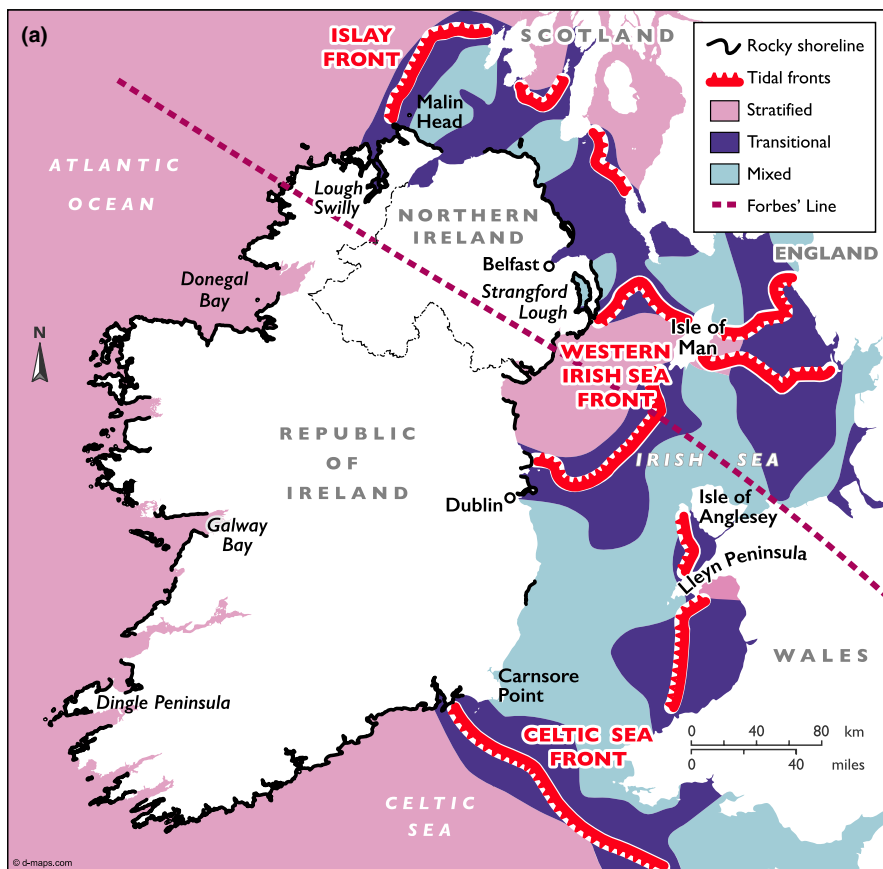 (a)
ISLAY
FRONT
SCOTLAND
Rocky shoreline
Tidal fronts
Stratified
Transitional
Mixed
Forbes' Line
Malin
Head
ATLANTIC
OCEAN
Lough
Swilly
NORTHERN
IRELAND
ENGLAND
Belfast
Strangford
Lough
Donegal
Bay
N
Isle of
Man
WESTERN
IRISH SEA
FRONT
REPUBLIC
OF
IRELAND
IRISH SEA
Dublin
Isle of
Anglesey
Galway
Bay
Lleyn Peninsula
WALES
Carnsore
Point
Dingle Peninsula
CELTIC SEA
FRONT
0 40 80 km
0 40 miles
CELTIC
SEA
© d-maps.com